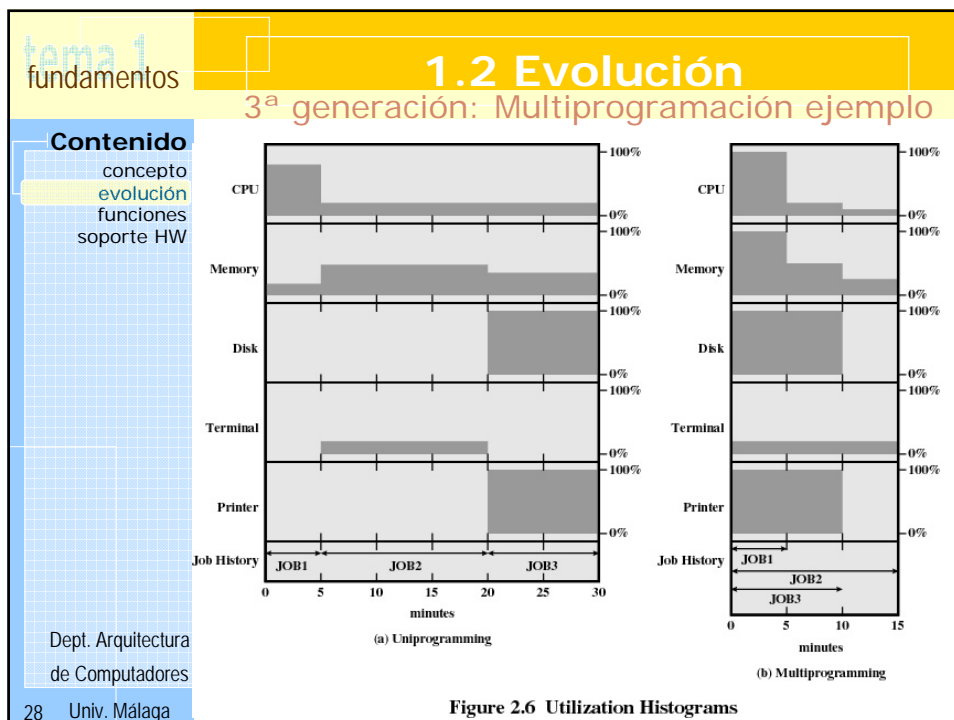 tema 1
fundamentos
1.2 Evolución
3ª generación: Multiprogramación ejemplo
Contenido
concepto
evolución
funciones
soporte HW
CPU
100%
0%
Memory
100%
0%
Disk
100%
0%
Terminal
100%
0%
Printer
100%
0%
Job History
JOB1 JOB2 JOB3
0 5 10 15 20 25 30
minutes
(a) Uniprogramming
CPU
100%
0%
Memory
100%
0%
Disk
100%
0%
Terminal
100%
0%
Printer
100%
0%
Job History
JOB1
JOB2
JOB3
0 5 10 15
minutes
(b) Multiprogramming
Figure 2.6 Utilization Histograms
Dept. Arquitectura
de Computadores
28 Univ. Málaga